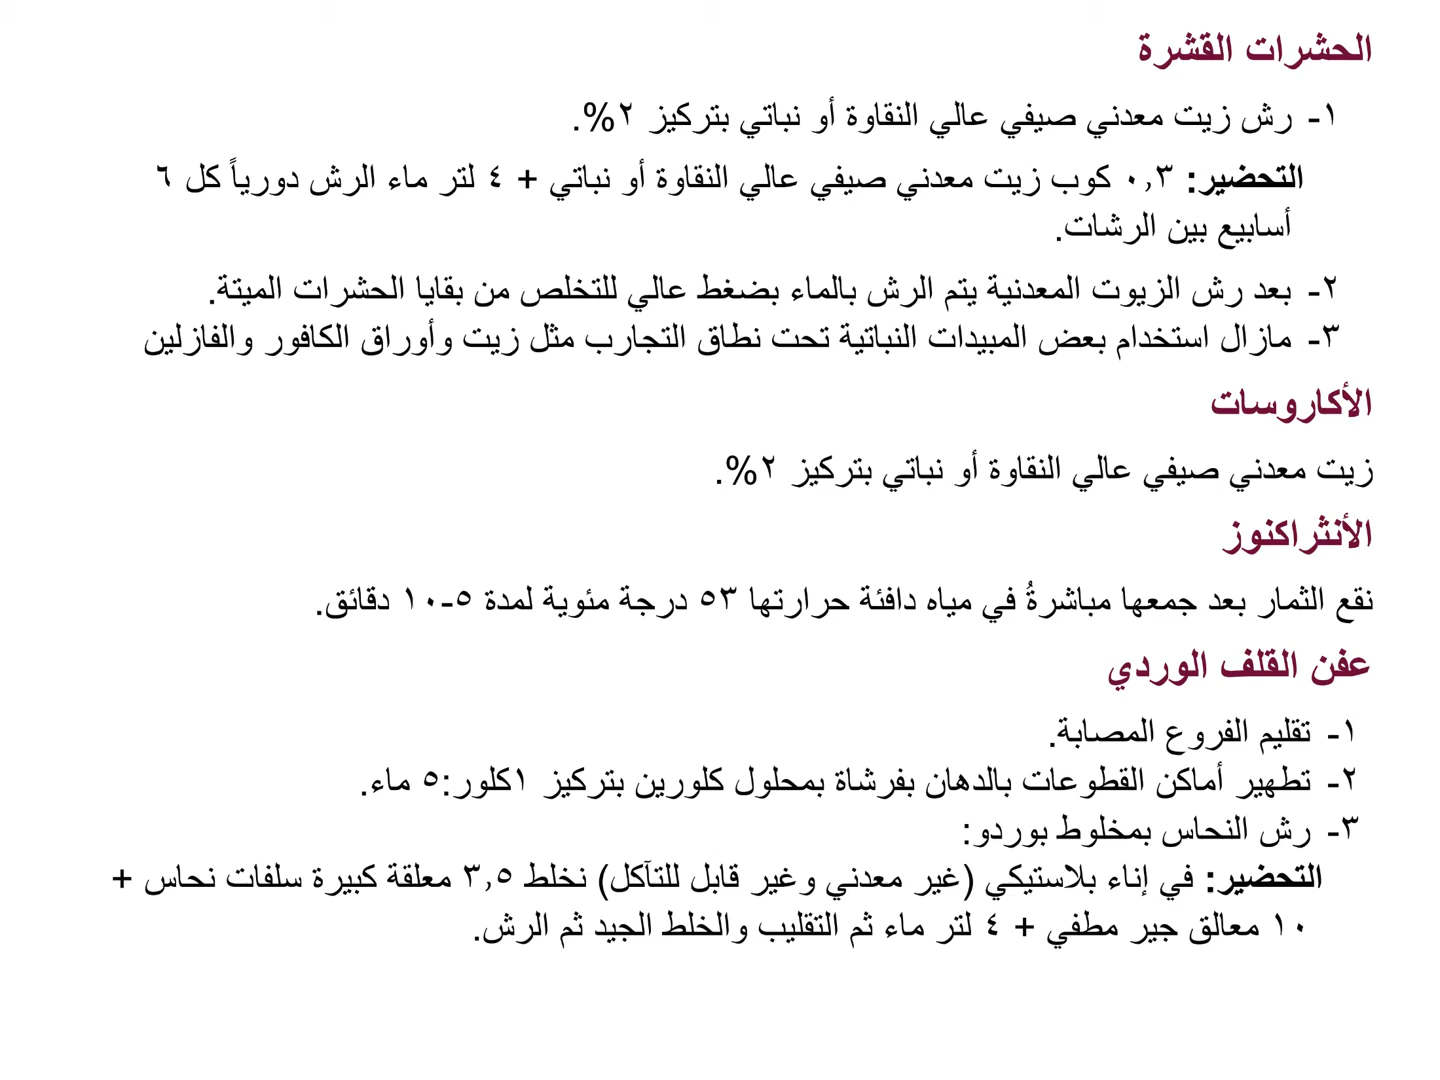 الحشرات القشرة
١- رش زيت معدني صيفي عالي النقاوة أو نباتي بتركيز ٢%.
التحضير: ٠,٣ كوب زيت معدني صيفي عالي النقاوة أو نباتي + ٤ لتر ماء الرش دورياً كل ٦
أسابيع بين الرشات.
٢- بعد رش الزيوت المعدنية يتم الرش بالماء بضغط عالي للتخلص من بقايا الحشرات الميتة.
٣- مازال استخدام بعض المبيدات النباتية تحت نطاق التجارب مثل زيت وأوراق الكافور والفازلين
الأكاروسات
زيت معدني صيفي عالي النقاوة أو نباتي بتركيز ٢%.
الأنثراكنوز
نقع الثمار بعد جمعها مباشرةُ في مياه دافئة حرارتها ٥٣ درجة مئوية لمدة ٥-١٠ دقائق.
عفن القلف الوردي
١- تقليم الفروع المصابة.
٢- تطهير أماكن القطوعات بالدهان بفرشاة بمحلول كلورين بتركيز ١كلور:٥ ماء.
٣- رش النحاس بمخلوط بوردو:
التحضير: في إناء بلاستيكي (غير معدني وغير قابل للتآكل) نخلط ٣,٥ معلقة كبيرة سلفات نحاس +
١٠ معالق جير مطفي + ٤ لتر ماء ثم التقليب والخلط الجيد ثم الرش.